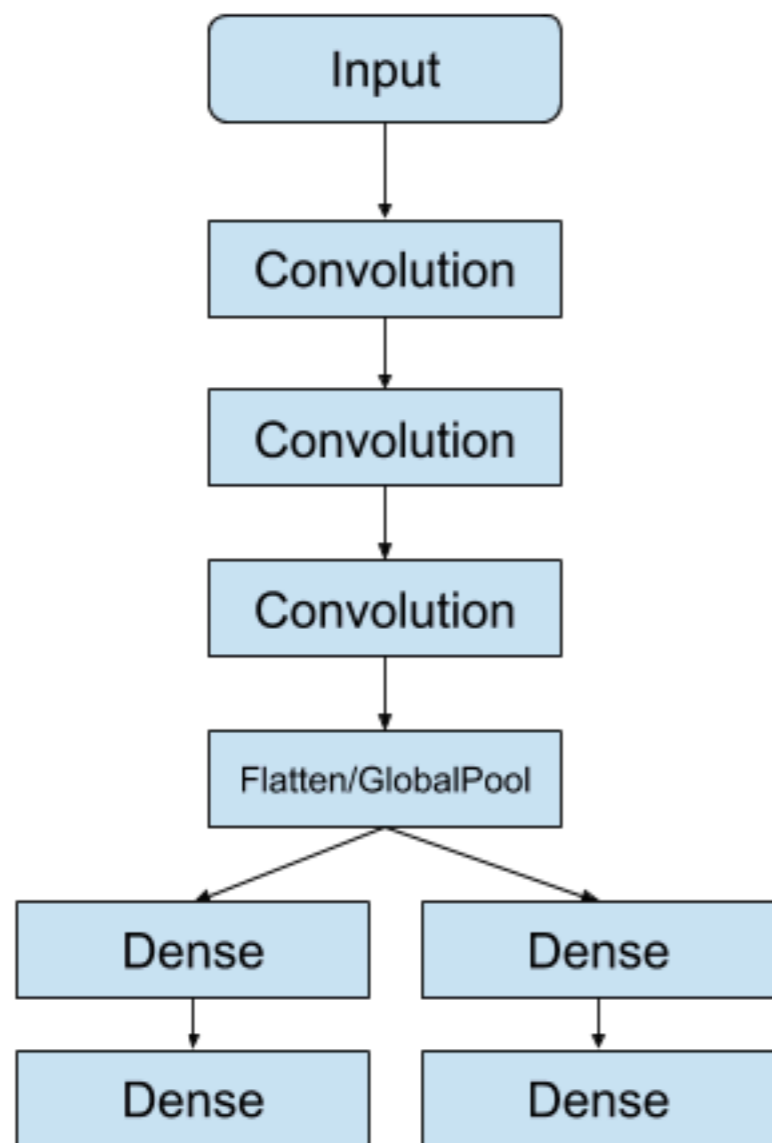 Input
Convolution
Convolution
Convolution
Flatten/GlobalPool
Dense
Dense
Dense
Dense